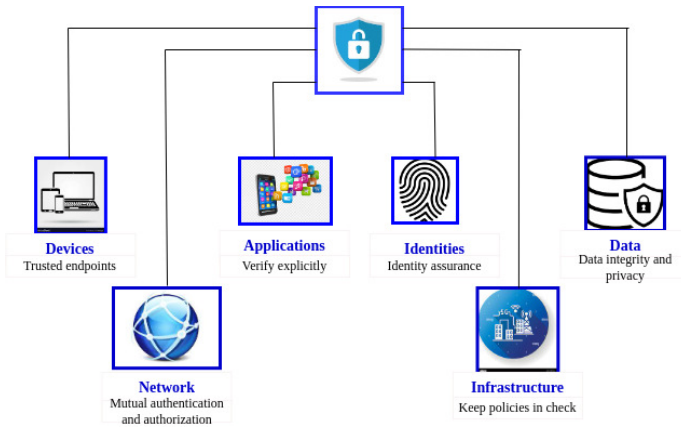 Devices
Trusted endpoints
Applications
Verify explicitly
Identities
Identity assurance
Data
Data integrity and
privacy
Network
Mutual authentication
and authorization
Infrastructure
Keep policies in check